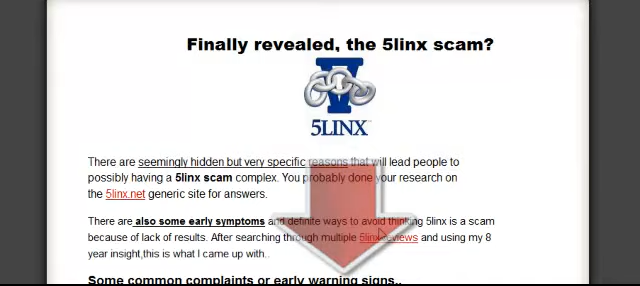 Finally revealed, the 5linx scam?
5LINX
There are seemingly hidden but very specific reasons that will lead people to
possibly having a 5linx scam complex. You probably done your research on
the 5linx.net generic site for answers.
There are also some early symptoms and definite ways to avoid thinking 5linx is a scam
because of lack of results. After searching through multiple 5linx reviews and using my 8
year insight,this is what I came up with..
Some common complaints or early warning signs..